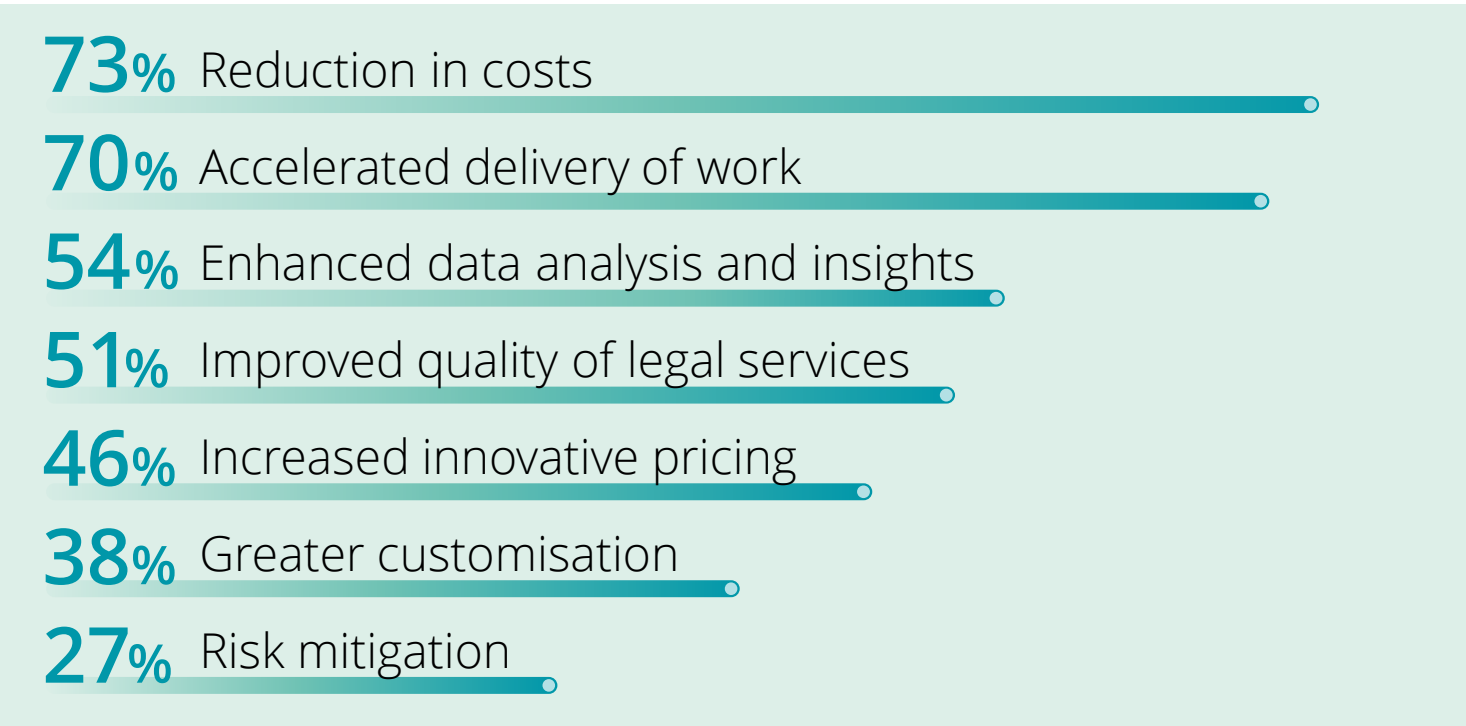 73% Reduction in costs
70% Accelerated delivery of work
54% Enhanced data analysis and insights
51% Improved quality of legal services
46% Increased innovative pricing
38% Greater customisation
27% Risk mitigation